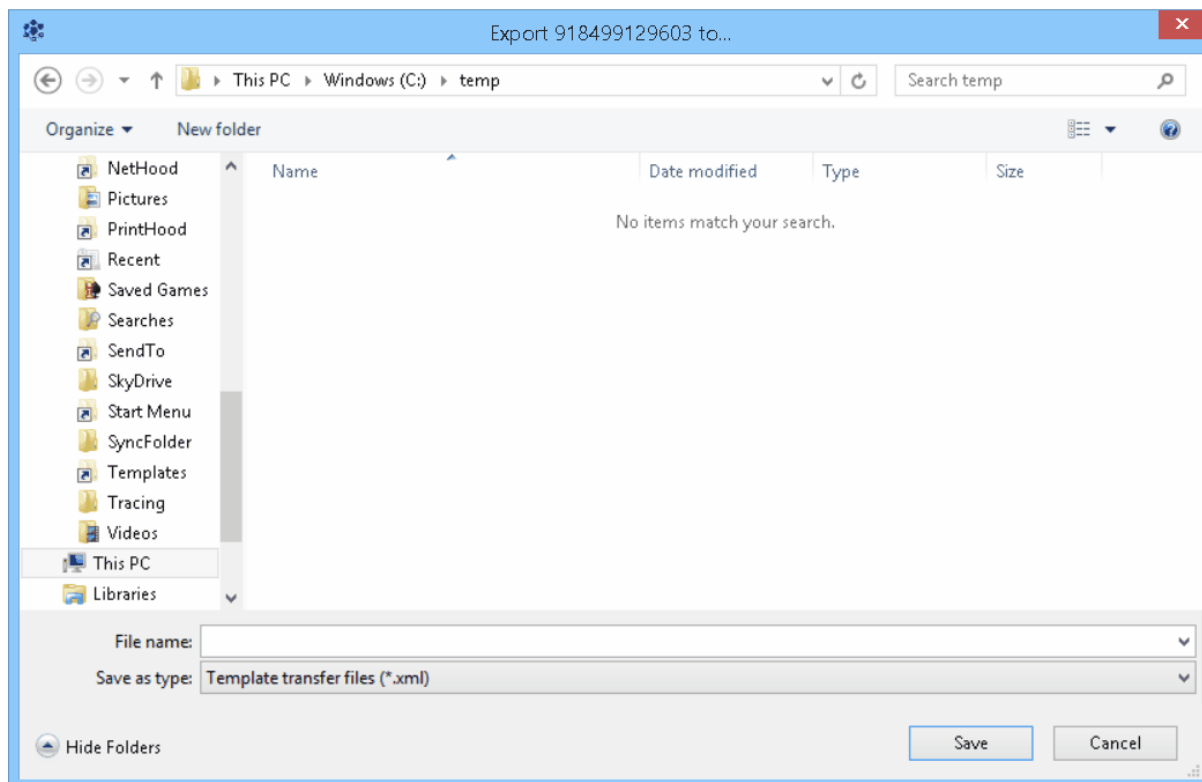 Export 918499129603 to...
This PC Windows (C:) temp
Search temp
Organize New folder
Name Date modified Type Size
No items match your search.
NetHood
Pictures
PrintHood
Recent
Saved Games
Searches
SendTo
SkyDrive
Start Menu
SyncFolder
Templates
Tracing
Videos
This PC
Libraries
File name:
Save as type: Template transfer files (*.xml)
Hide Folders Save Cancel